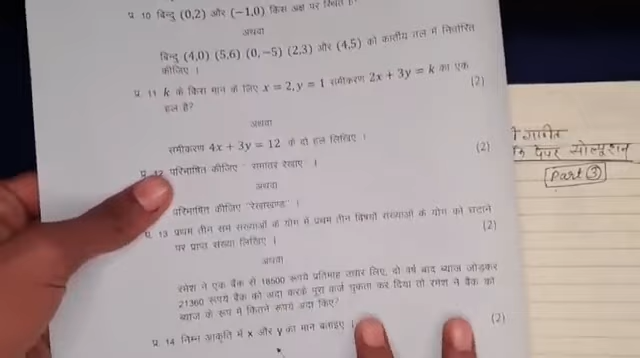 प्र. 10 बिन्दु (0,2) और (−1,0) किस अक्ष पर स्थित
अथवा
बिन्दु (4,0) (5,6) (0,−5) (2,3) और (4,5) को कार्तीय तल में निर्धारित
कीजिए ।
प्र. 11 k के किस मान के लिए x = 2, y = 1 समीकरण 2x + 3y = k का एक
हल है?
(2)
अथवा
समीकरण 4x + 3y = 12 के दो हल लिखिए ।
प्र. 12 परिभाषित कीजिए " समांतर रेखाएं" ।
(2)
अथवा
परिभाषित कीजिए "रेखाखण्ड" ।
प्र. 13 प्रथम तीन सम संख्याओं के योग में प्रथम तीन विषमों संख्याओं के योग को घटाने
पर प्राप्त संख्या लिखिए ।
(2)
अथवा
रमेश ने एक बैंक से 18500 रूपये प्रतिमाह उधार लिए, दो वर्ष बाद ब्याज जोड़कर
21360 रूपये बैंक को अदा करके पूरा कर्ज चुकता कर दिया तो रमेश ने बैंक को
ब्याज के रूप में कितने रूपये अदा किए?
प्र. 14 निम्न आकृति में x और y का मान बताइए ।
(2)
गणित
पेपर सोल्यूशन
Part ③